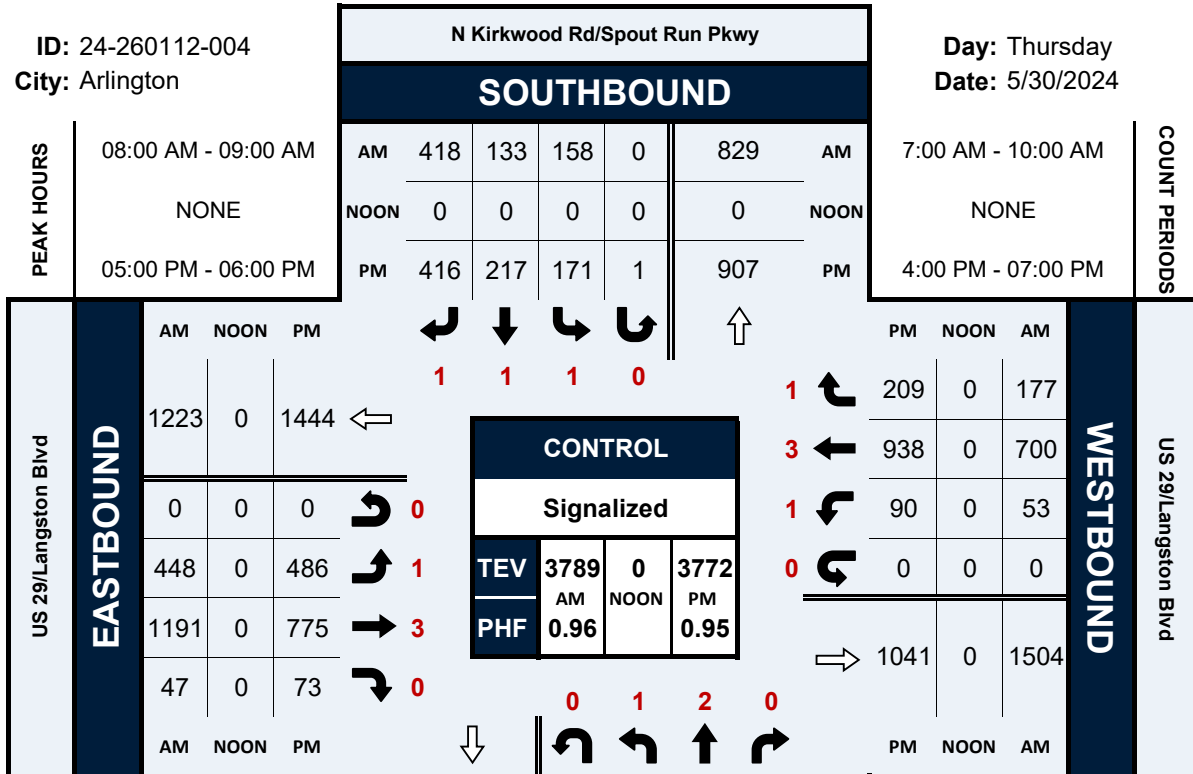 ID: 24-260112-004
City: Arlington
N Kirkwood Rd/Spout Run Pkwy
SOUTHBOUND
Day: Thursday
Date: 5/30/2024
PEAK HOURS
08:00 AM - 09:00 AM
NONE
05:00 PM - 06:00 PM
AM 418 133 158 0 829 AM
NOON 0 0 0 0 0 NOON
PM 416 217 171 1 907 PM
7:00 AM - 10:00 AM
NONE
4:00 PM - 07:00 PM
COUNT PERIODS
1 1 1 0
US 29/Langston Blvd
EASTBOUND
AM NOON PM
1223 0 1444
0 0 0 0
448 0 486 1
1191 0 775 3
47 0 73 0
AM NOON PM
CONTROL
Signalized
TEV 3789 0 3772
AM NOON PM
PHF 0.96 0.95
PM NOON AM
1 209 0 177
3 938 0 700
1 90 0 53
0 0 0 0
1041 0 1504
PM NOON AM
WESTBOUND
US 29/Langston Blvd
0 1 2 0